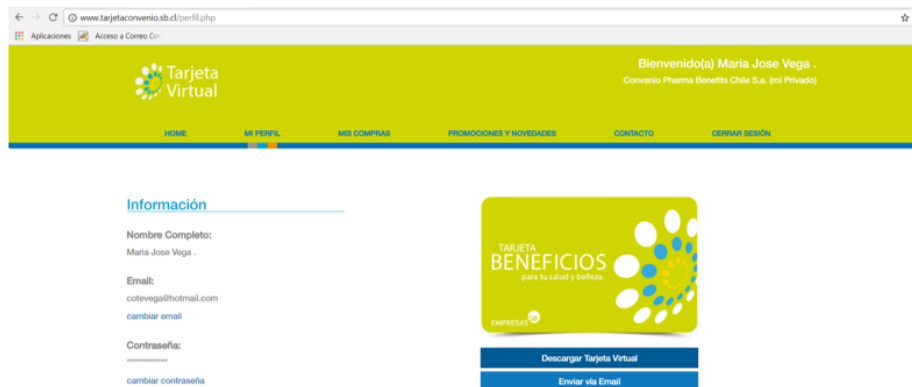 www.tarjetaconvenio.sb.cl/perfil.php
Aplicaciones Acceso a Correo Co
Tarjeta
Virtual
Bienvenido(a) Maria Jose Vega .
Convenio Pharma Benefits Chile S.a. (rol Privado)
HOME MI PERFIL MIS COMPRAS PROMOCIONES Y NOVEDADES CONTACTO CERRAR SESIÓN
Información
Nombre Completo:
Maria Jose Vega .
Email:
cotevega@hotmail.com
cambiar email
Contraseña:
*************
cambiar contraseña
TARJETA
BENEFICIOS
para tu salud y belleza.
EMPRESAS SB
Descargar Tarjeta Virtual
Enviar vía Email